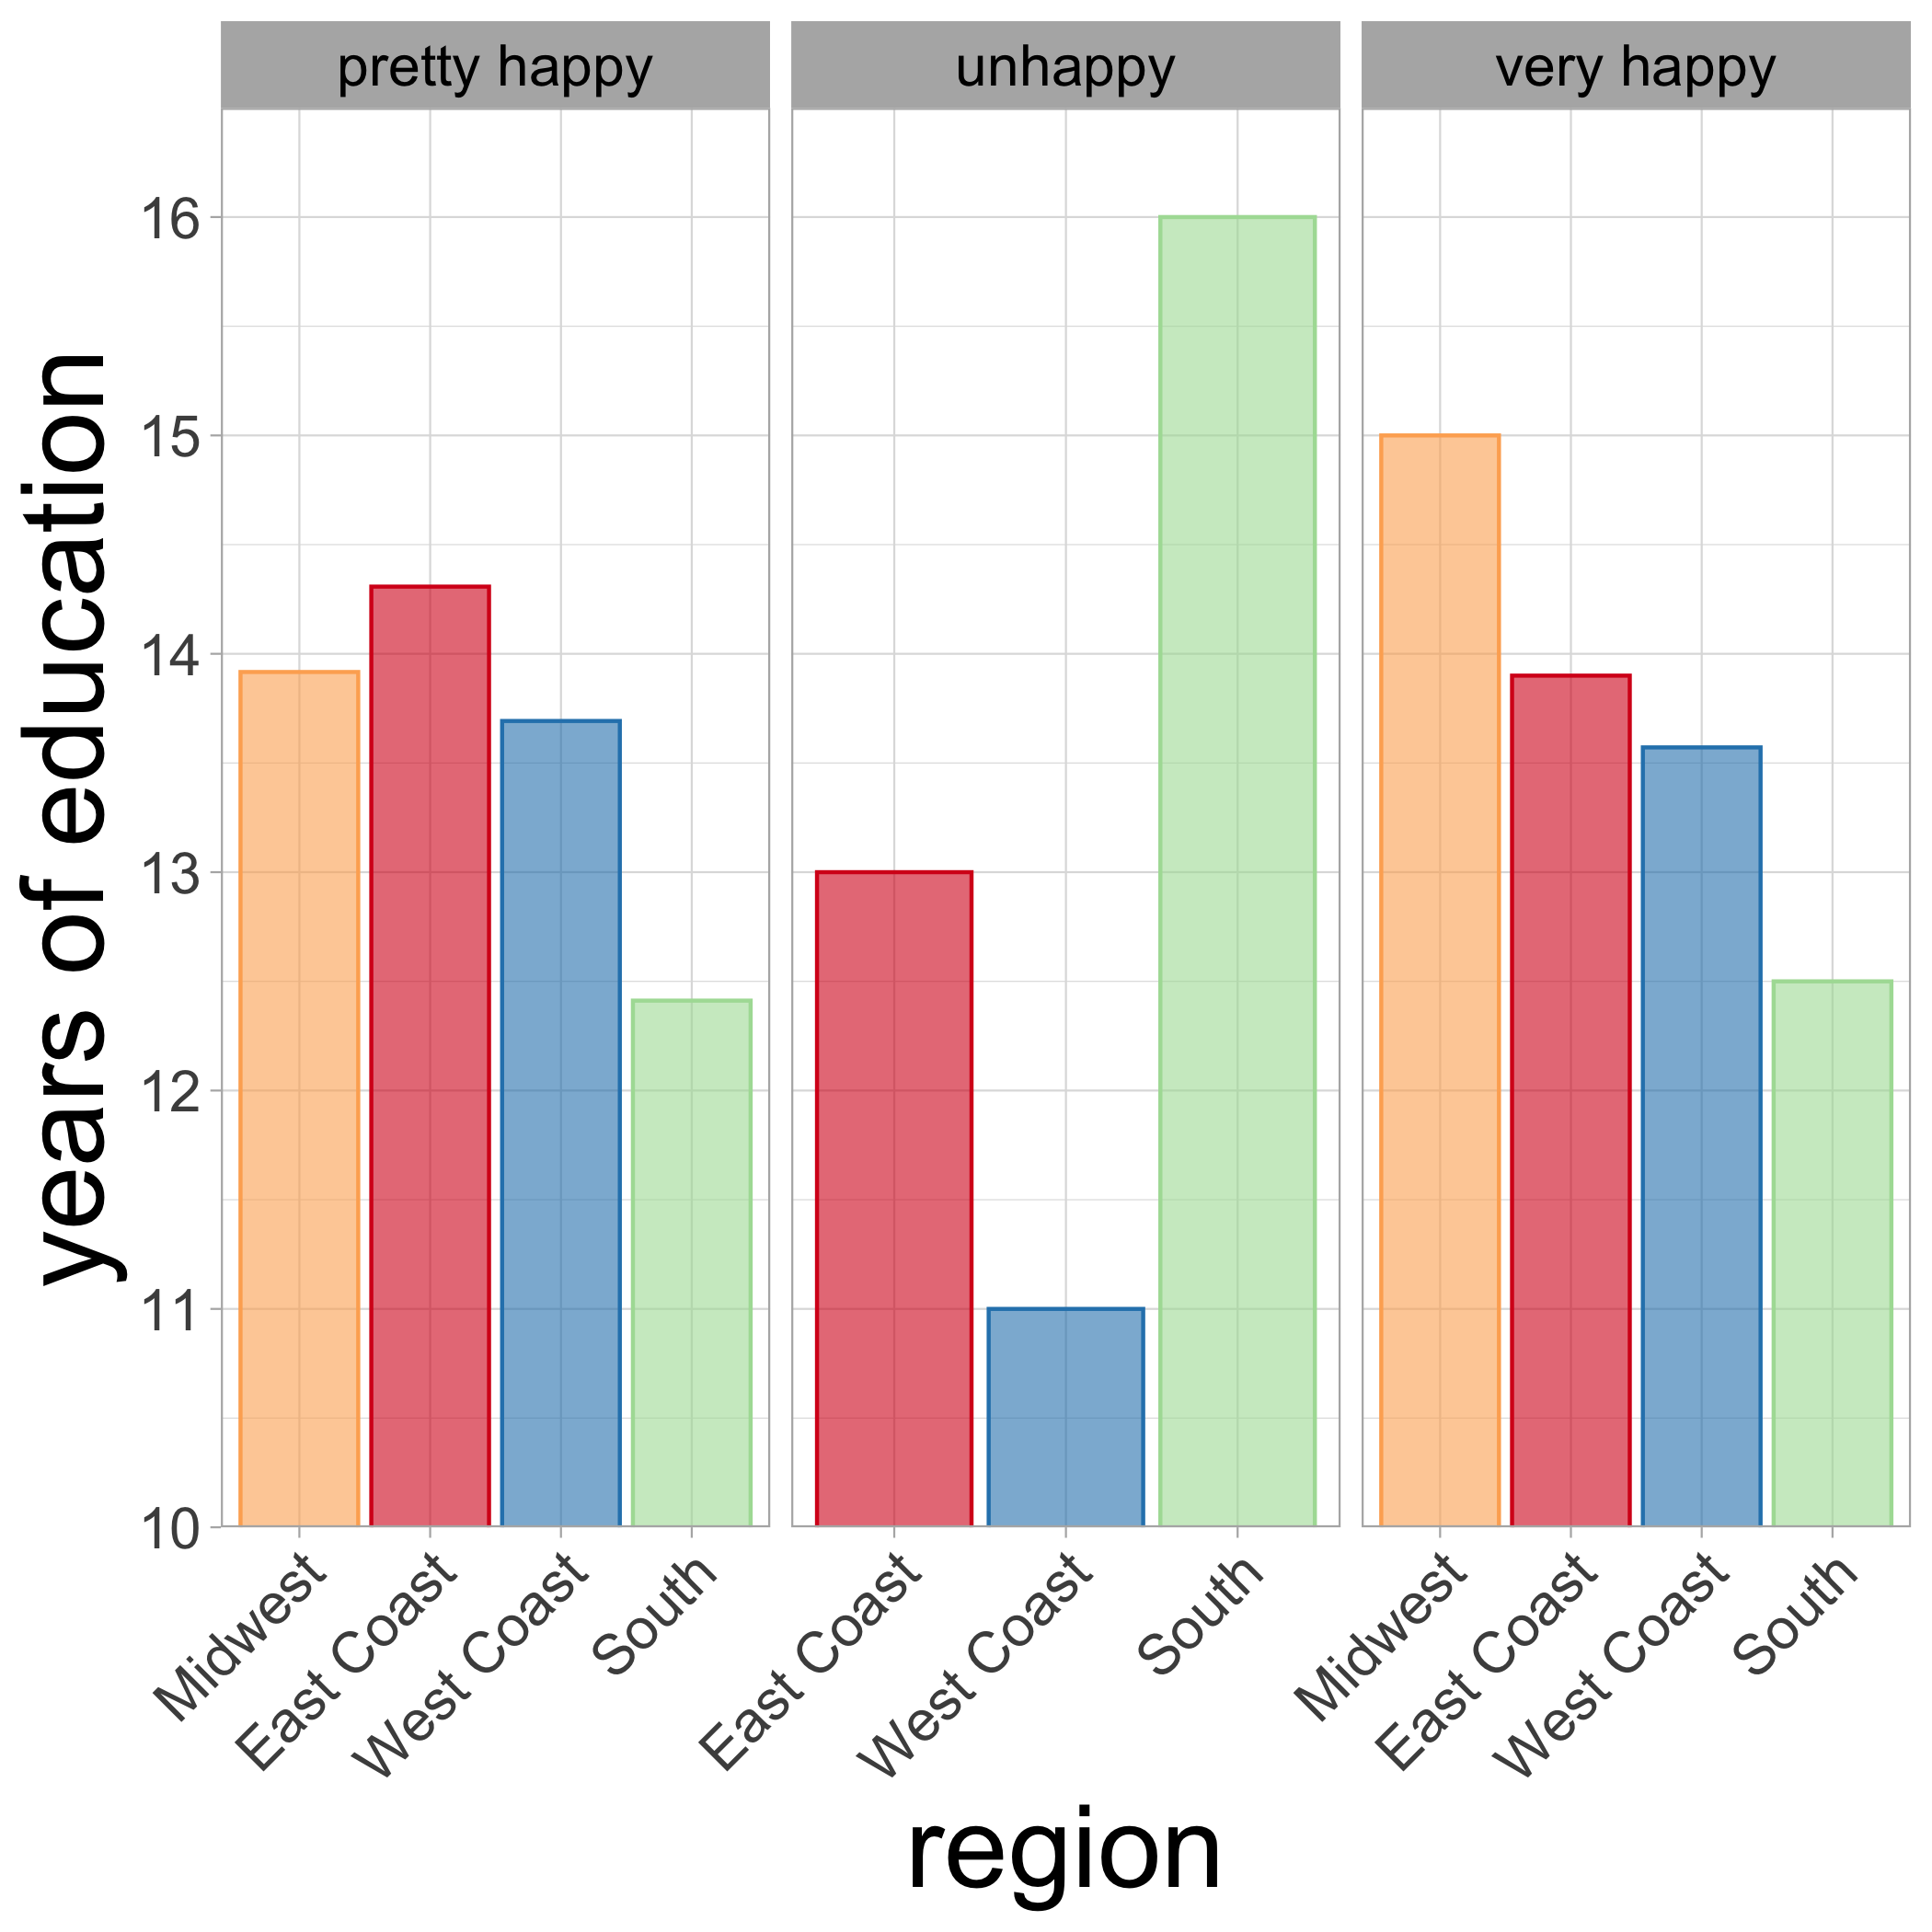 pretty happy
unhappy
very happy
years of education
16
15
14
13
12
11
10
Midwest
East Coast
West Coast
South
East Coast
West Coast
South
Midwest
East Coast
West Coast
South
region